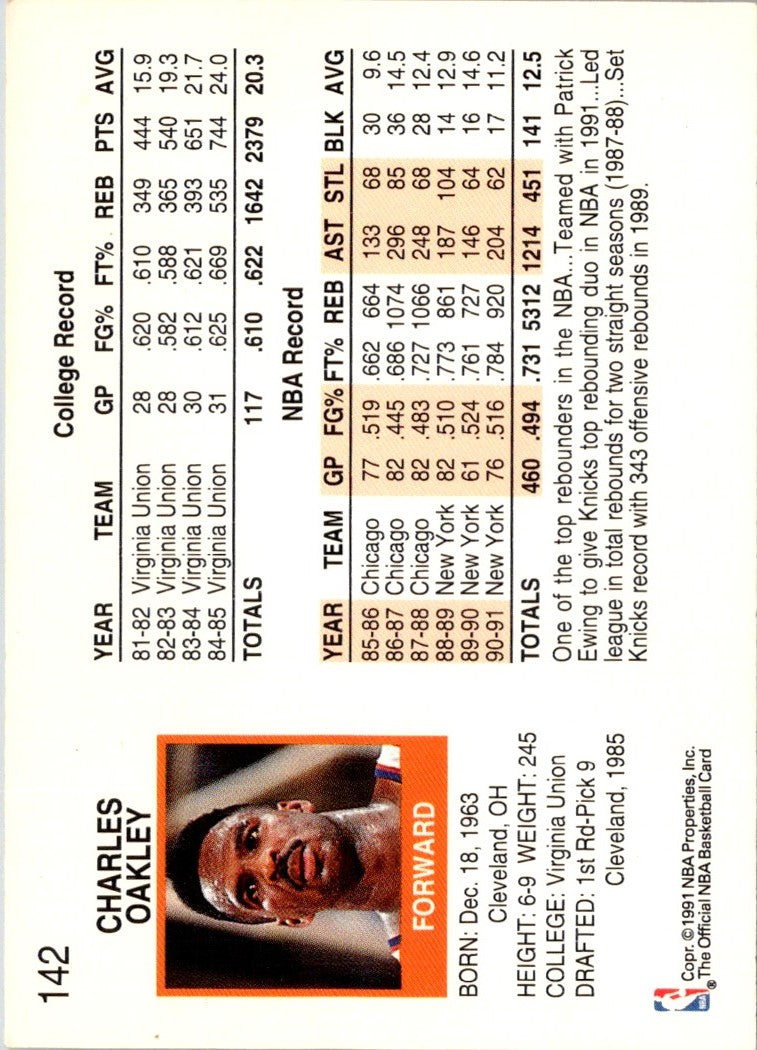 142
CHARLES
OAKLEY
FORWARD
BORN: Dec. 18, 1963
Cleveland, OH
HEIGHT: 6-9 WEIGHT: 245
COLLEGE: Virginia Union
DRAFTED: 1st Rd-Pick 9
Cleveland, 1985
NBA
® Copr. ©1991 NBA Properties, Inc.
The Official NBA Basketball Card
College Record
YEAR TEAM GP FG% FT% REB PTS AVG
81-82 Virginia Union 28 .620 .610 349 444 15.9
82-83 Virginia Union 28 .582 .588 365 540 19.3
83-84 Virginia Union 30 .612 .621 393 651 21.7
84-85 Virginia Union 31 .625 .669 535 744 24.0
TOTALS 117 .610 .622 1642 2379 20.3
NBA Record
YEAR TEAM GP FG% FT% REB AST STL BLK AVG
85-86 Chicago 77 .519 .662 664 133 68 30 9.6
86-87 Chicago 82 .445 .686 1074 296 85 36 14.5
87-88 Chicago 82 .483 .727 1066 248 68 28 12.4
88-89 New York 82 .510 .773 861 187 104 14 12.9
89-90 New York 61 .524 .761 727 146 64 16 14.6
90-91 New York 76 .516 .784 920 204 62 17 11.2
TOTALS 460 .494 .731 5312 1214 451 141 12.5
One of the top rebounders in the NBA...Teamed with Patrick
Ewing to give Knicks top rebounding duo in NBA in 1991...Led
league in total rebounds for two straight seasons (1987-88)...Set
Knicks record with 343 offensive rebounds in 1989.